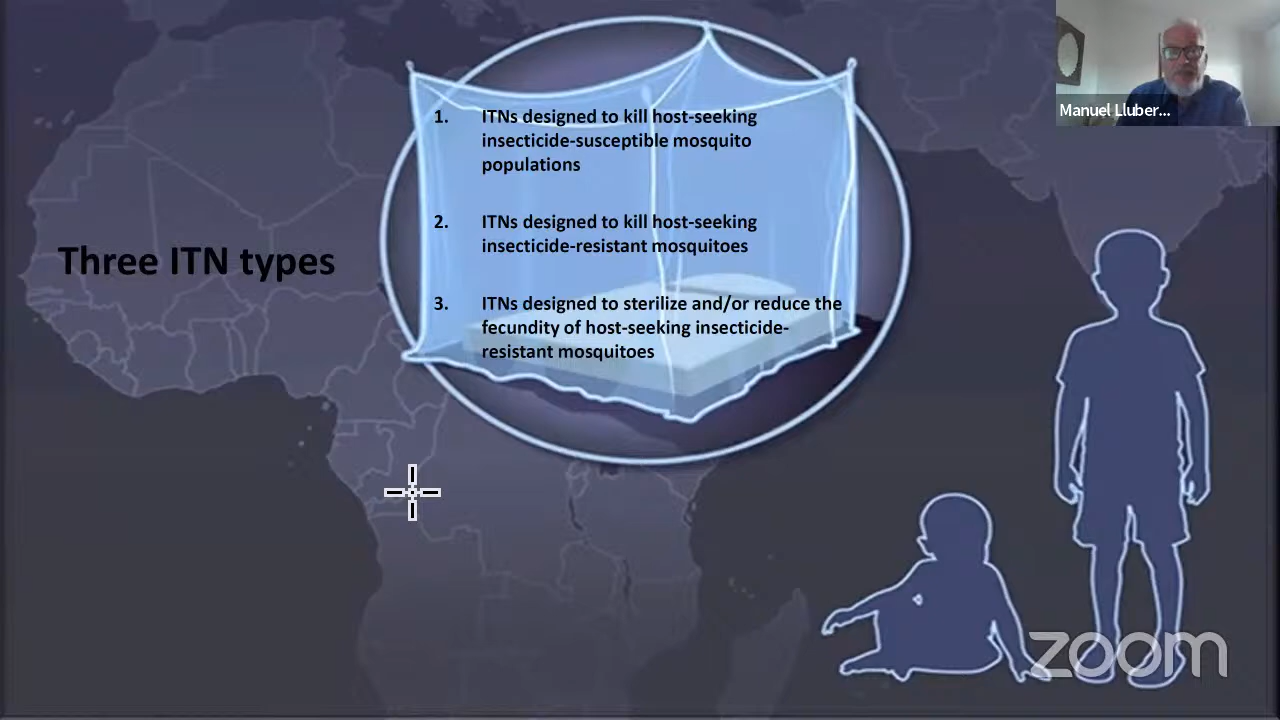 Manuel Lluber...
1. ITNs designed to kill host-seeking
insecticide-susceptible mosquito
populations
2. ITNs designed to kill host-seeking
insecticide-resistant mosquitoes
Three ITN types
3. ITNs designed to sterilize and/or reduce the
fecundity of host-seeking insecticide-
resistant mosquitoes
zoom